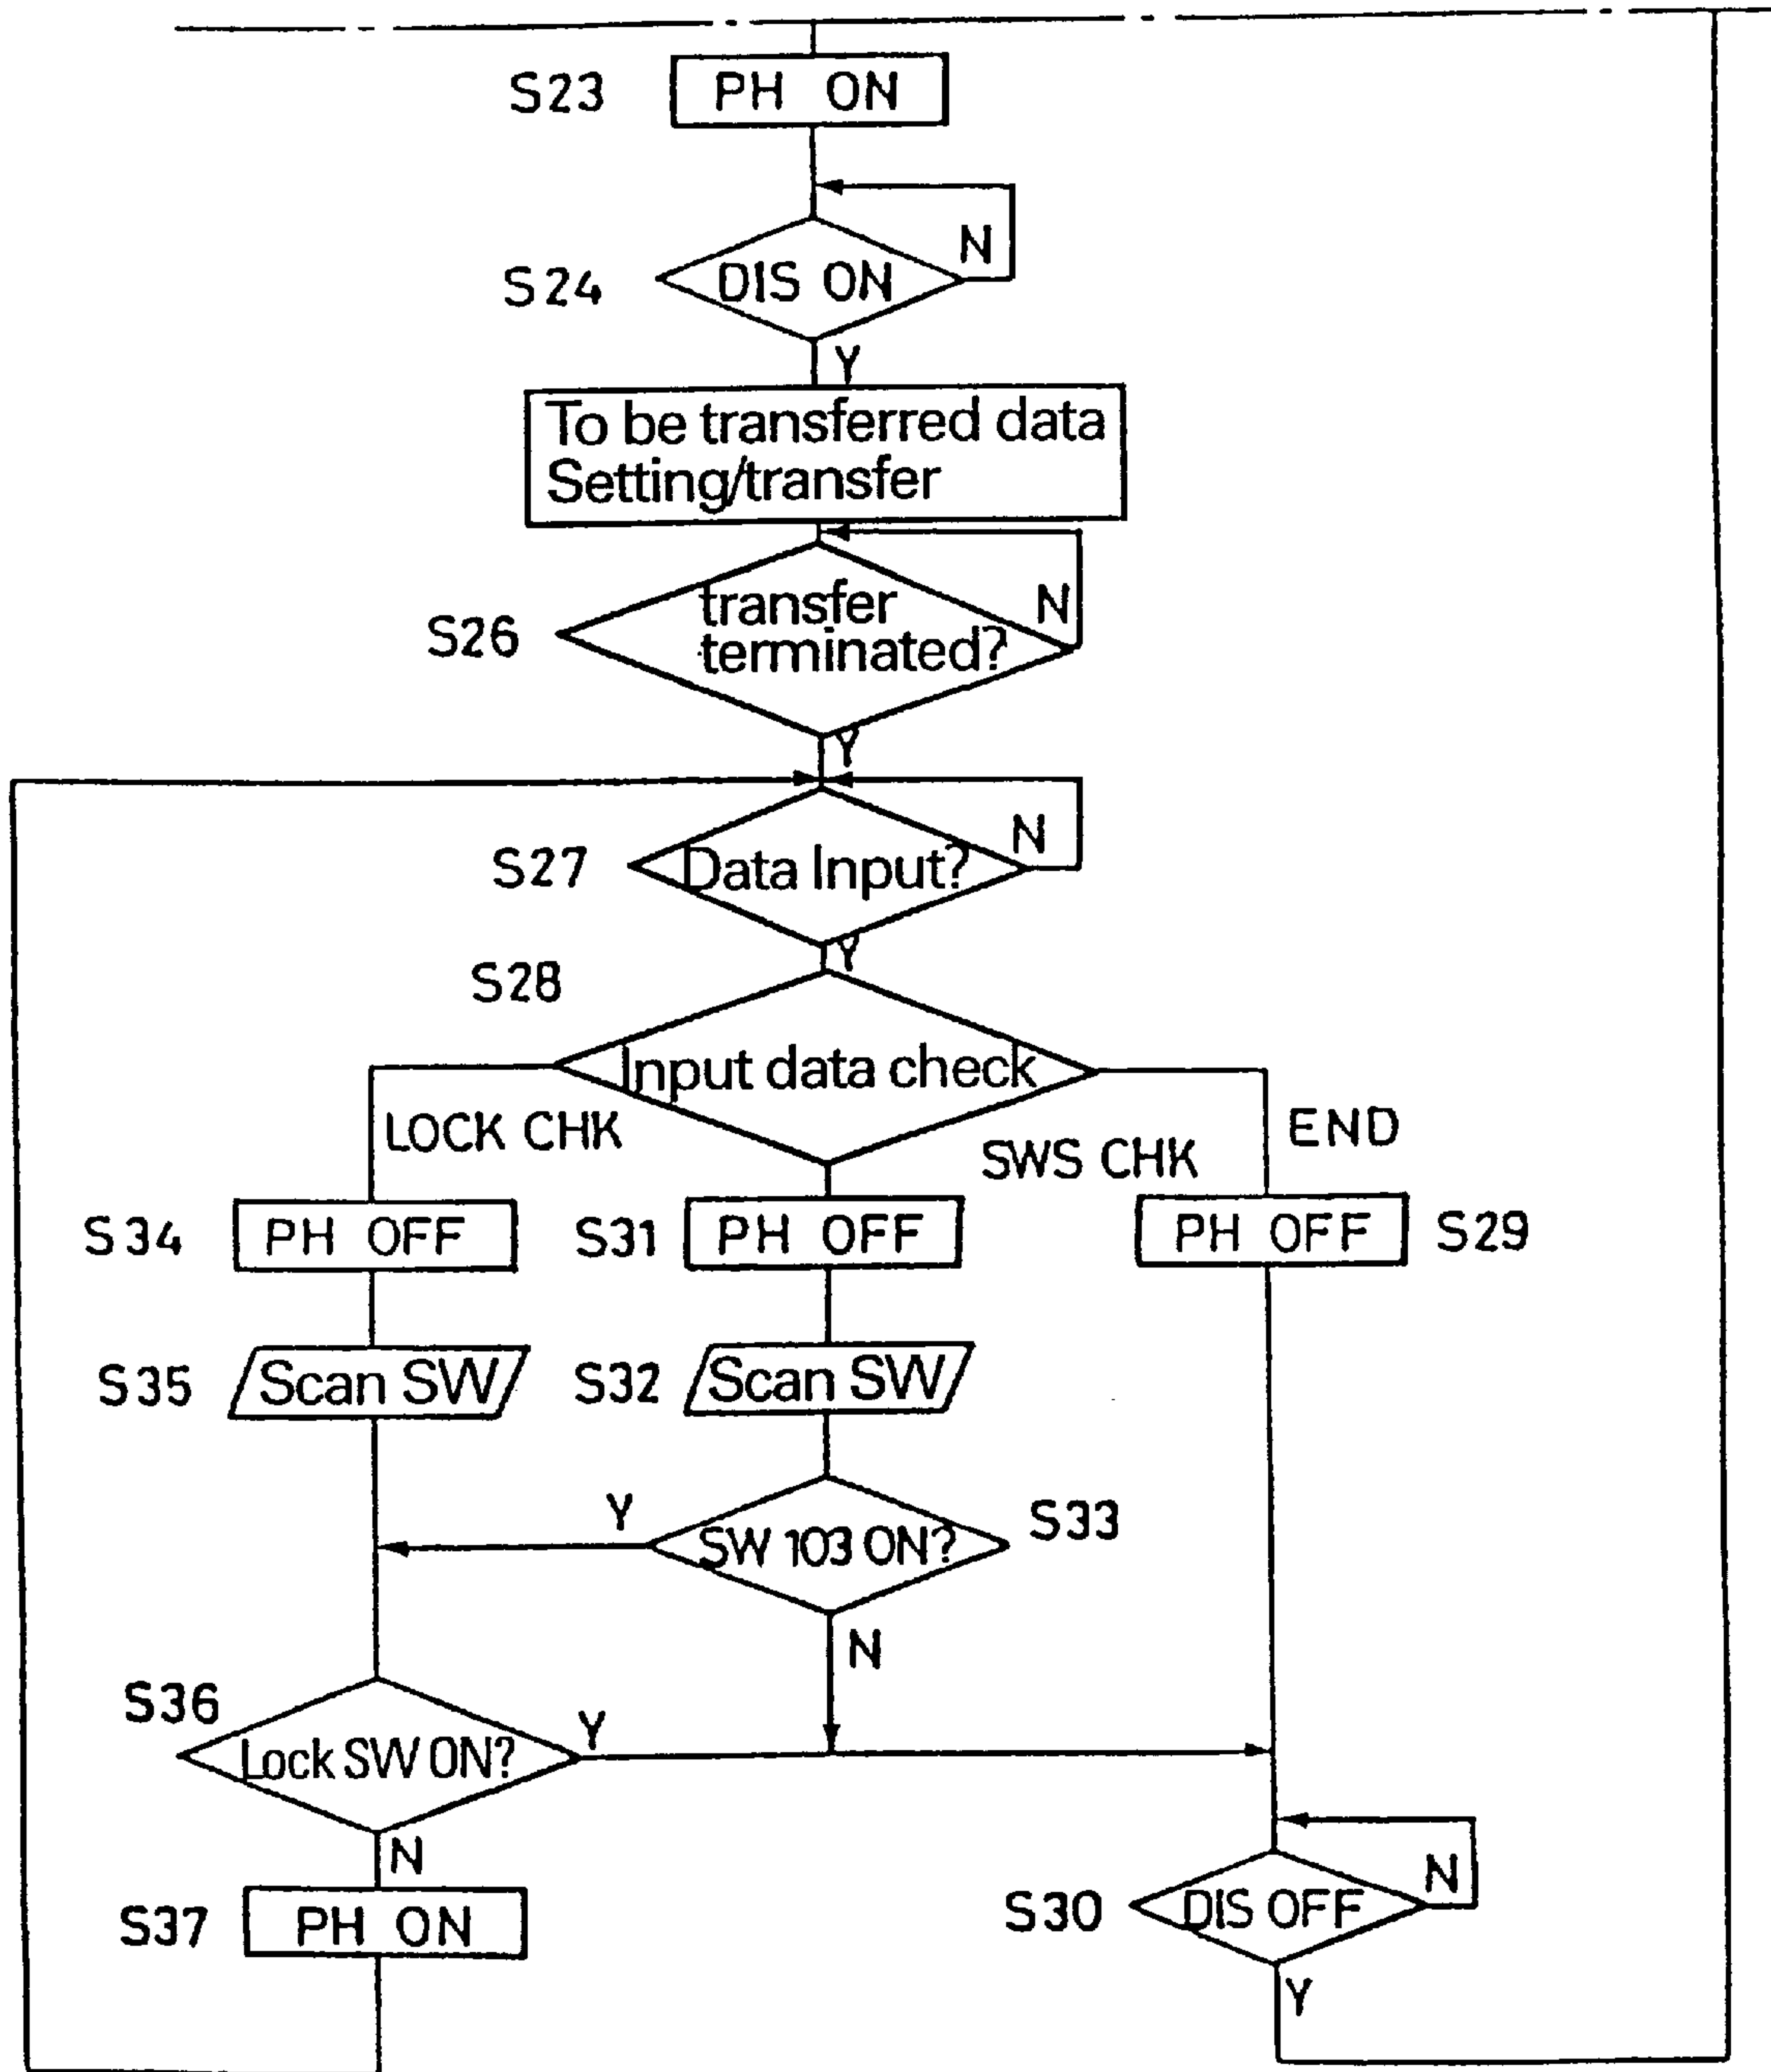 S23
PH ON
N
S24
DIS ON
Y
To be transferred data
Setting/transfer
N
S26
transfer
terminated?
Y
N
S27
Data Input?
Y
S28
Input data check
LOCK CHK
SWS CHK
END
S34
PH OFF
S31
PH OFF
PH OFF
S29
S35
Scan SW
S32
Scan SW
Y
SW 103 ON?
S33
N
S36
Lock SW ON?
Y
N
S37
PH ON
S30
DIS OFF
N
Y